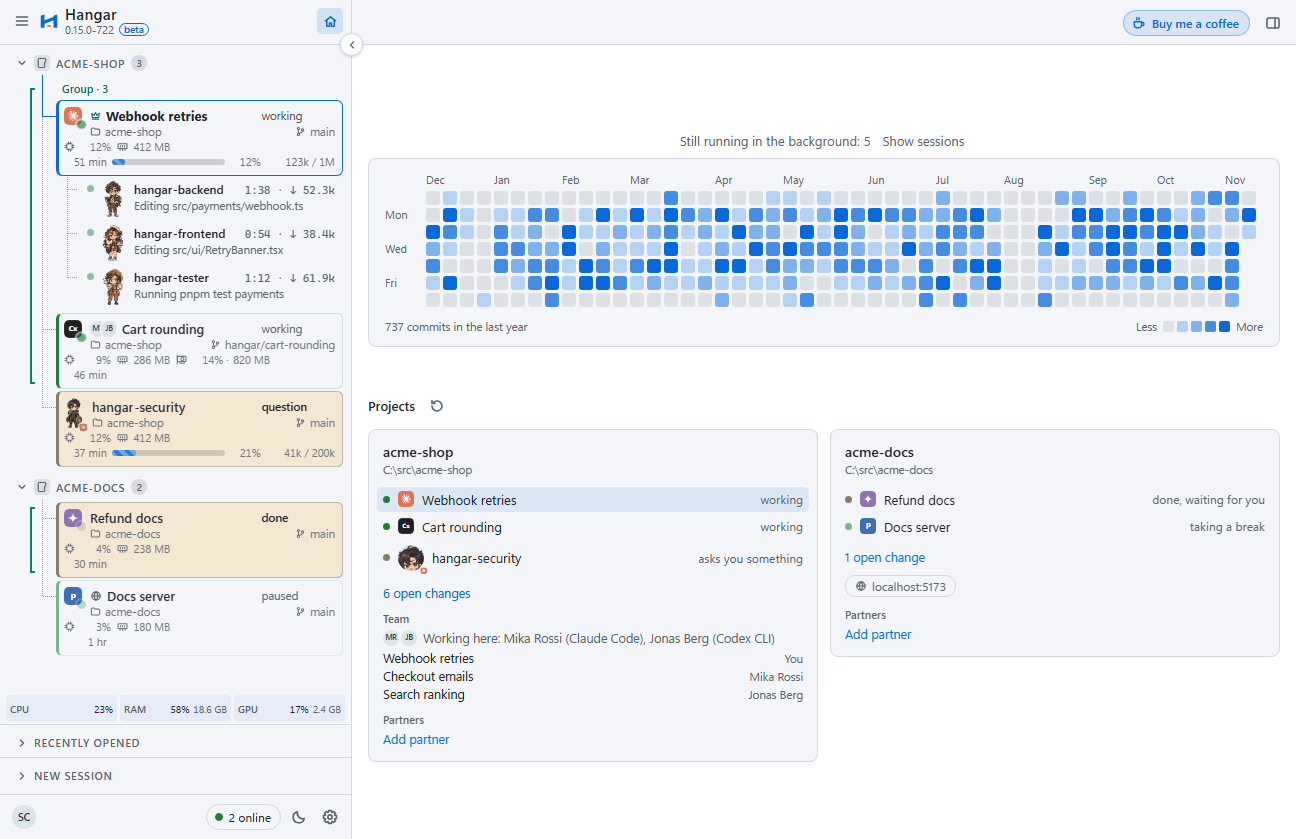 Hangar
0.15.0-722 beta
Buy me a coffee
ACME-SHOP 3
Group · 3
Webhook retries working
acme-shop main
12% 412 MB
51 min 12% 123k / 1M
hangar-backend 1:38 · ↓ 52.3k
Editing src/payments/webhook.ts
hangar-frontend 0:54 · ↓ 38.4k
Editing src/ui/RetryBanner.tsx
hangar-tester 1:12 · ↓ 61.9k
Running pnpm test payments
Cx M JB Cart rounding working
acme-shop hangar/cart-rounding
9% 286 MB 14% · 820 MB
46 min
hangar-security question
acme-shop main
12% 412 MB
37 min 21% 41k / 200k
ACME-DOCS 2
Refund docs done
acme-docs main
4% 238 MB
30 min
P Docs server paused
acme-docs main
3% 180 MB
1 hr
CPU 23% RAM 58% 18.6 GB GPU 17% 2.4 GB
RECENTLY OPENED
NEW SESSION
SC 2 online
Still running in the background: 5 Show sessions
Dec Jan Feb Mar Apr May Jun Jul Aug Sep Oct Nov
Mon
Wed
Fri
737 commits in the last year Less More
Projects
acme-shop
C:\src\acme-shop
Webhook retries working
Cx Cart rounding working
hangar-security asks you something
6 open changes
Team
MR JB Working here: Mika Rossi (Claude Code), Jonas Berg (Codex CLI)
Webhook retries You
Checkout emails Mika Rossi
Search ranking Jonas Berg
Partners
Add partner
acme-docs
C:\src\acme-docs
Refund docs done, waiting for you
P Docs server taking a break
1 open change
localhost:5173
Partners
Add partner